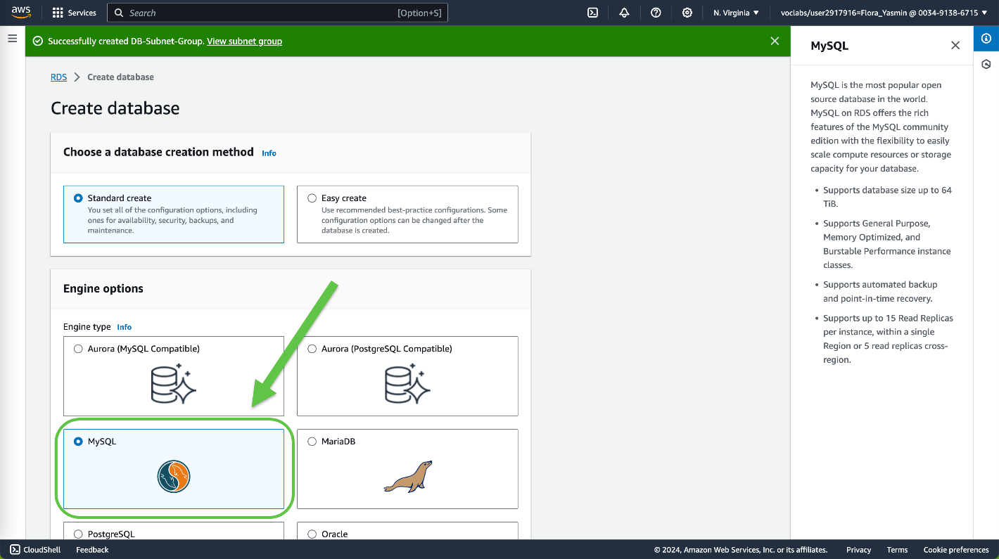 aws
Services
Search [Option+S]
N. Virginia ▼
voclabs/user2917916=Flora_Yasmin @ 0034-9138-6715 ▼
Successfully created DB-Subnet-Group. View subnet group
RDS > Create database
Create database
Choose a database creation method Info
Standard create
You set all of the configuration options, including
ones for availability, security, backups, and
maintenance.
Easy create
Use recommended best-practice configurations. Some
configuration options can be changed after the
database is created.
Engine options
Engine type Info
Aurora (MySQL Compatible)
Aurora (PostgreSQL Compatible)
MySQL
MariaDB
PostgreSQL
Oracle
MySQL
MySQL is the most popular open
source database in the world.
MySQL on RDS offers the rich
features of the MySQL community
edition with the flexibility to easily
scale compute resources or storage
capacity for your database.
• Supports database size up to 64
TiB.
• Supports General Purpose,
Memory Optimized, and
Burstable Performance instance
classes.
• Supports automated backup
and point-in-time recovery.
• Supports up to 15 Read Replicas
per instance, within a single
Region or 5 read replicas cross-
region.
CloudShell
Feedback
© 2024, Amazon Web Services, Inc. or its affiliates.
Privacy
Terms
Cookie preferences